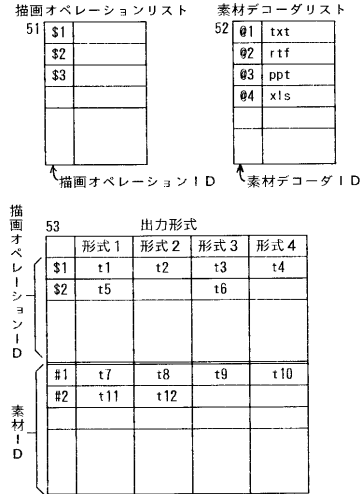 描画オペレーションリスト
51
$1
$2
$3
描画オペレーションID
素材デコーダリスト
52
@1 txt
@2 rtf
@3 ppt
@4 xls
素材デコーダID
53 出力形式
形式1 形式2 形式3 形式4
描画オペレーションID
$1 t1 t2 t3 t4
$2 t5 t6
素材ID
#1 t7 t8 t9 t10
#2 t11 t12